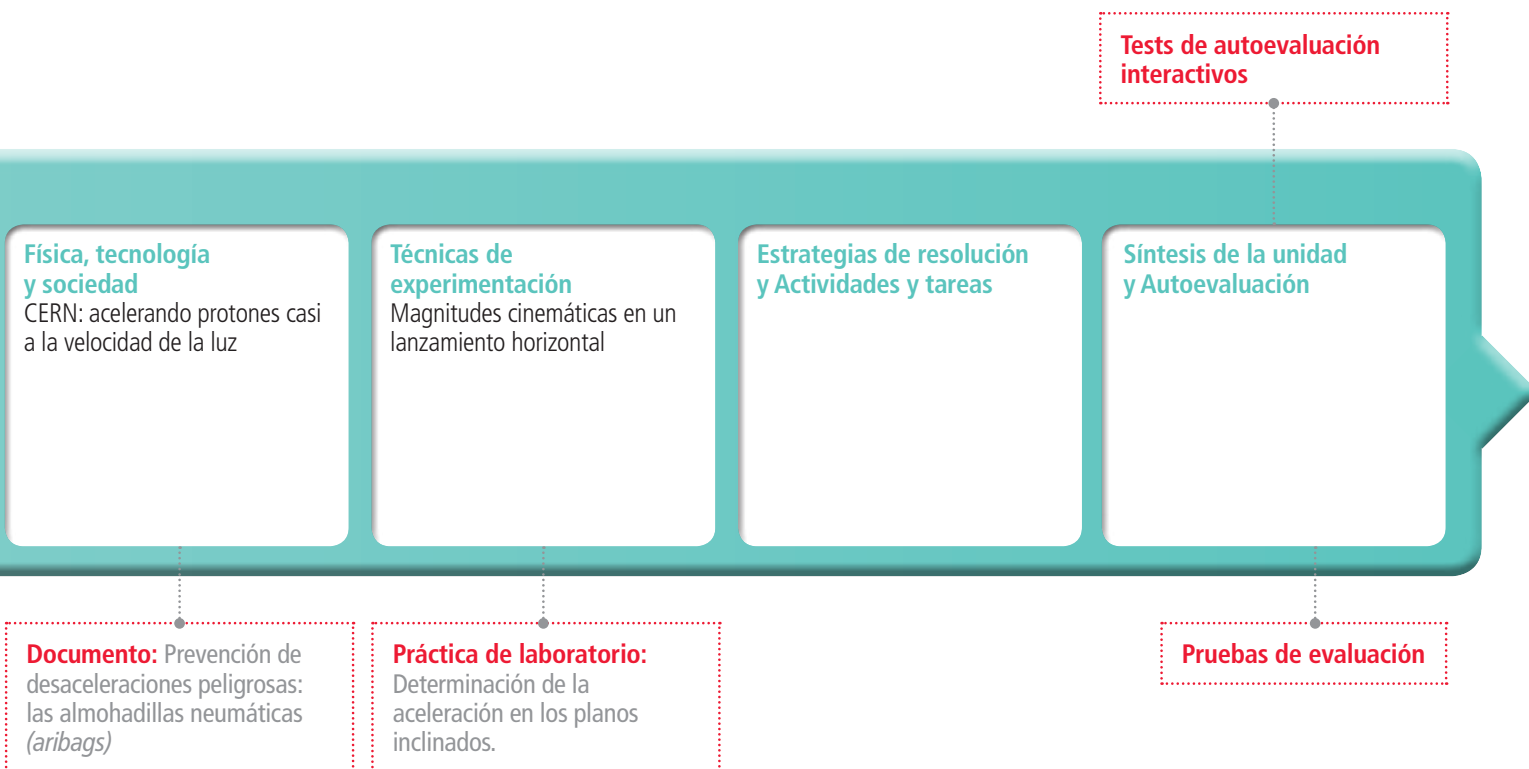 Tests de autoevaluación
interactivos
Física, tecnología
y sociedad
CERN: acelerando protones casi
a la velocidad de la luz
Técnicas de
experimentación
Magnitudes cinemáticas en un
lanzamiento horizontal
Estrategias de resolución
y Actividades y tareas
Síntesis de la unidad
y Autoevaluación
Documento: Prevención de
desaceleraciones peligrosas:
las almohadillas neumáticas
(aribags)
Práctica de laboratorio:
Determinación de la
aceleración en los planos
inclinados.
Pruebas de evaluación